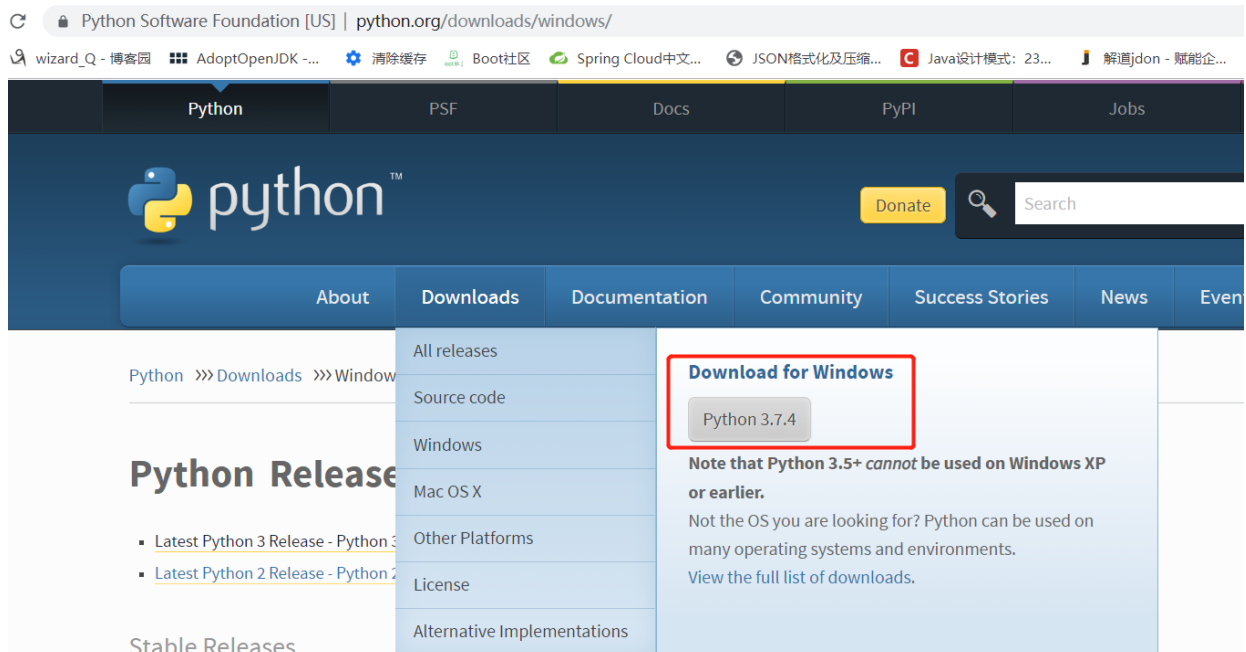 Python Software Foundation [US] | python.org/downloads/windows/
wizard_Q - 博客园 AdoptOpenJDK -... 清除缓存 Boot社区 Spring Cloud中文... JSON格式化及压缩... C Java设计模式：23... 解道jdon - 赋能企...
Python PSF Docs PyPI Jobs
python™
Donate Search
About Downloads Documentation Community Success Stories News Even
Python >>> Downloads >>> Window
Python Release
Latest Python 3 Release - Python 3
Latest Python 2 Release - Python 2
Stable Releases
All releases
Source code
Windows
Mac OS X
Other Platforms
License
Alternative Implementations
Download for Windows
Python 3.7.4
Note that Python 3.5+ cannot be used on Windows XP
or earlier.
Not the OS you are looking for? Python can be used on
many operating systems and environments.
View the full list of downloads.